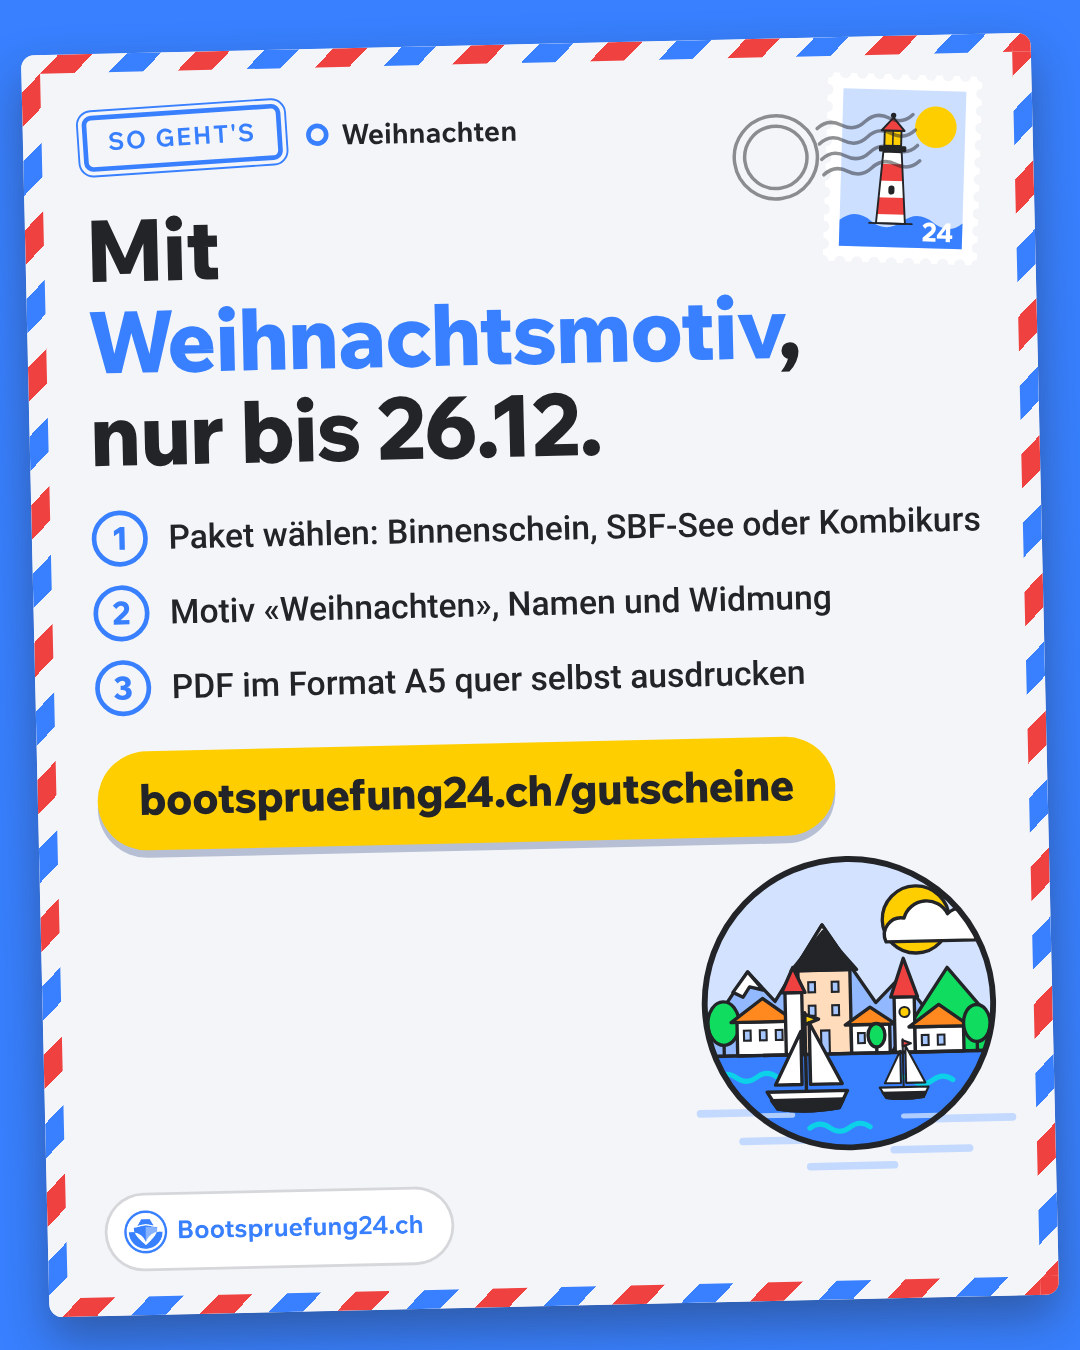 SO GEHT'S
Weihnachten
24
Mit
Weihnachtsmotiv,
nur bis 26.12.
1 Paket wählen: Binnenschein, SBF-See oder Kombikurs
2 Motiv «Weihnachten», Namen und Widmung
3 PDF im Format A5 quer selbst ausdrucken
bootspruefung24.ch/gutscheine
Bootspruefung24.ch